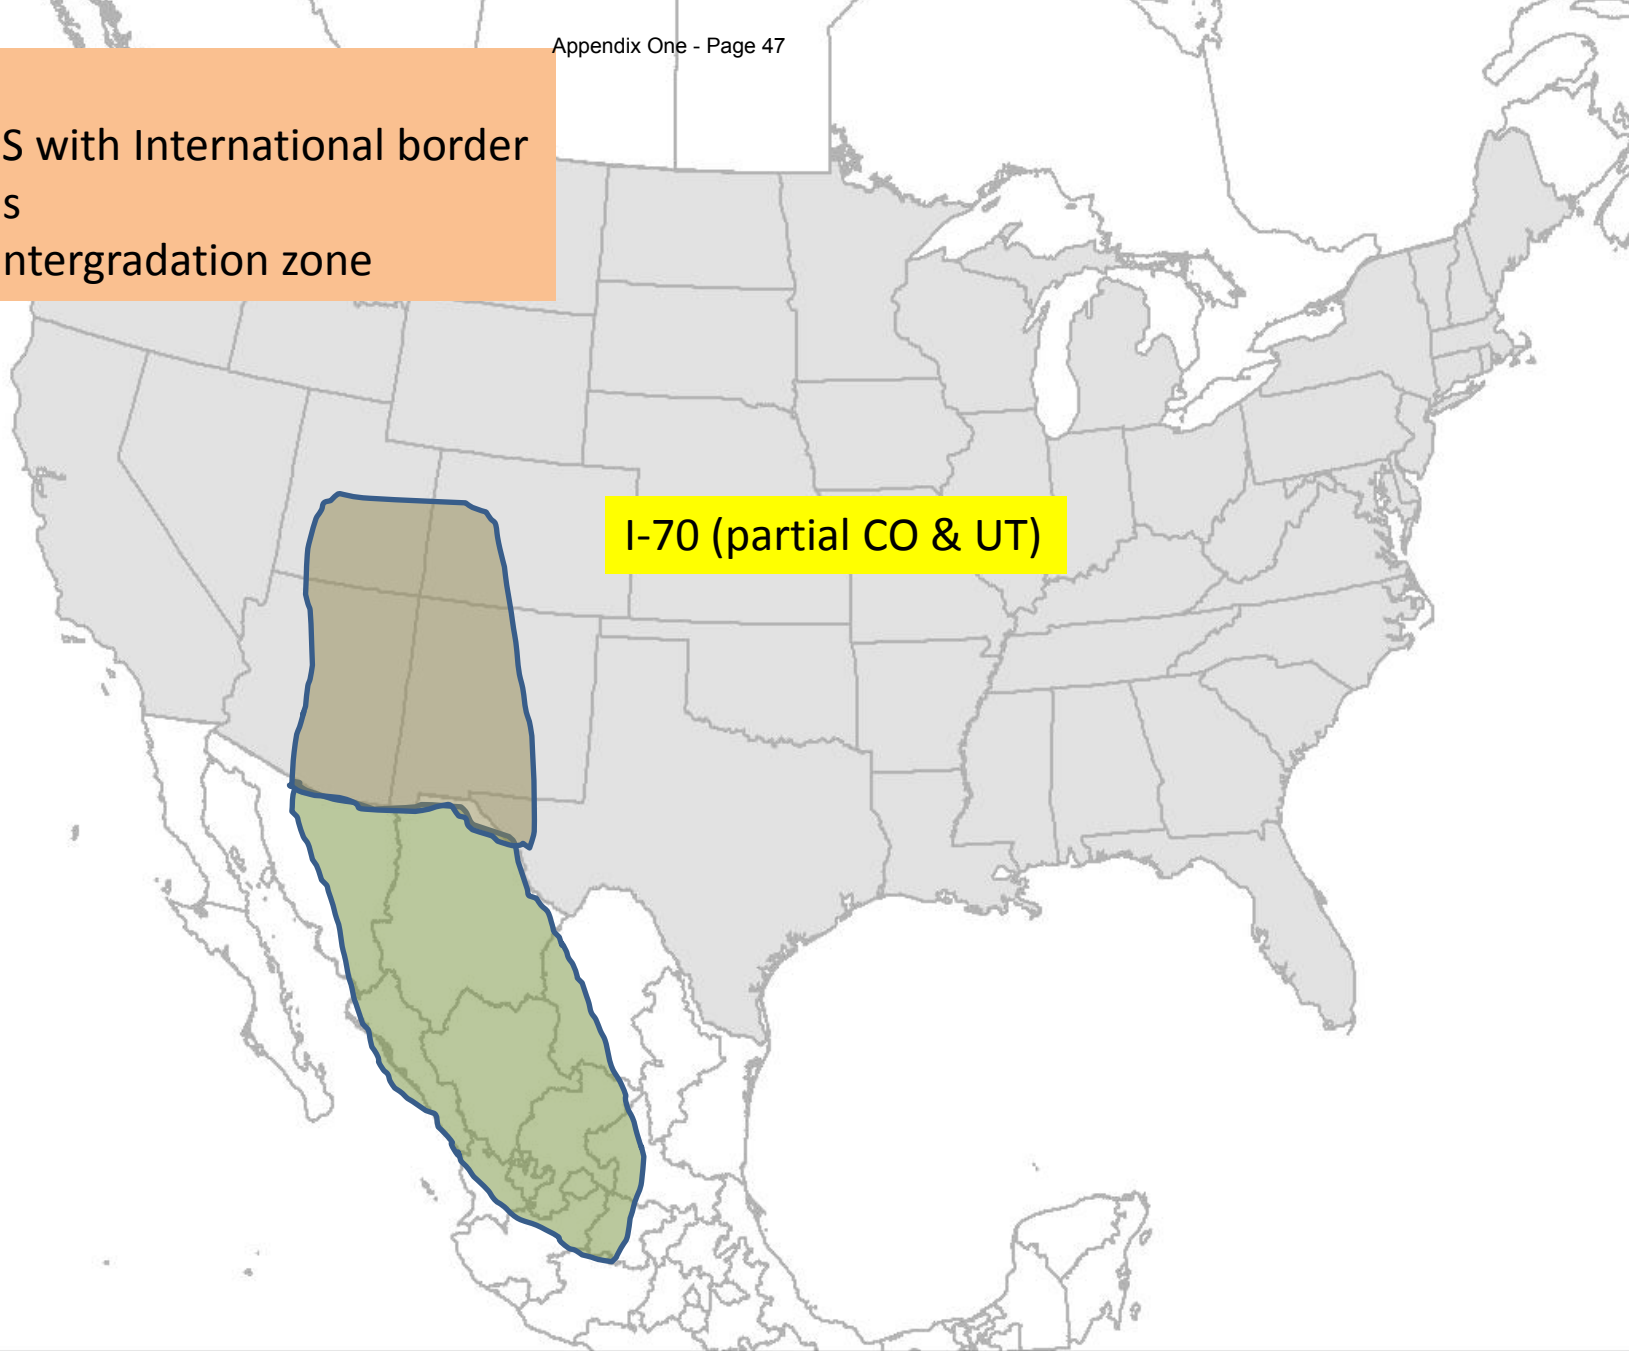 Appendix One - Page 47
S with International border
s
ntergradation zone
I-70 (partial CO & UT)